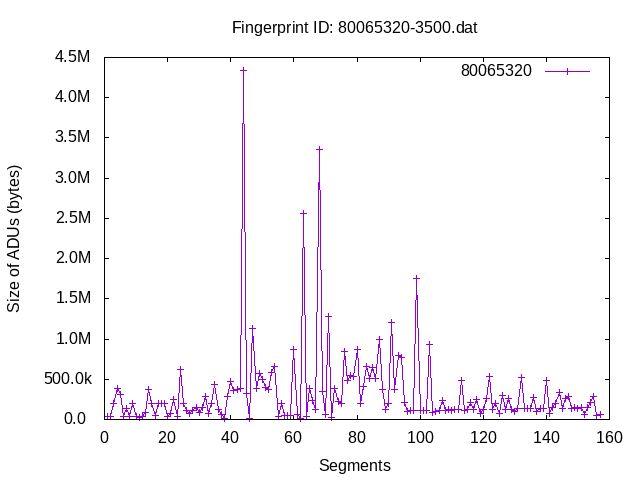 Fingerprint ID: 80065320-3500.dat
80065320
Size of ADUs (bytes)
4.5M
4.0M
3.5M
3.0M
2.5M
2.0M
1.5M
1.0M
500.0k
0.0
0 20 40 60 80 100 120 140 160
Segments